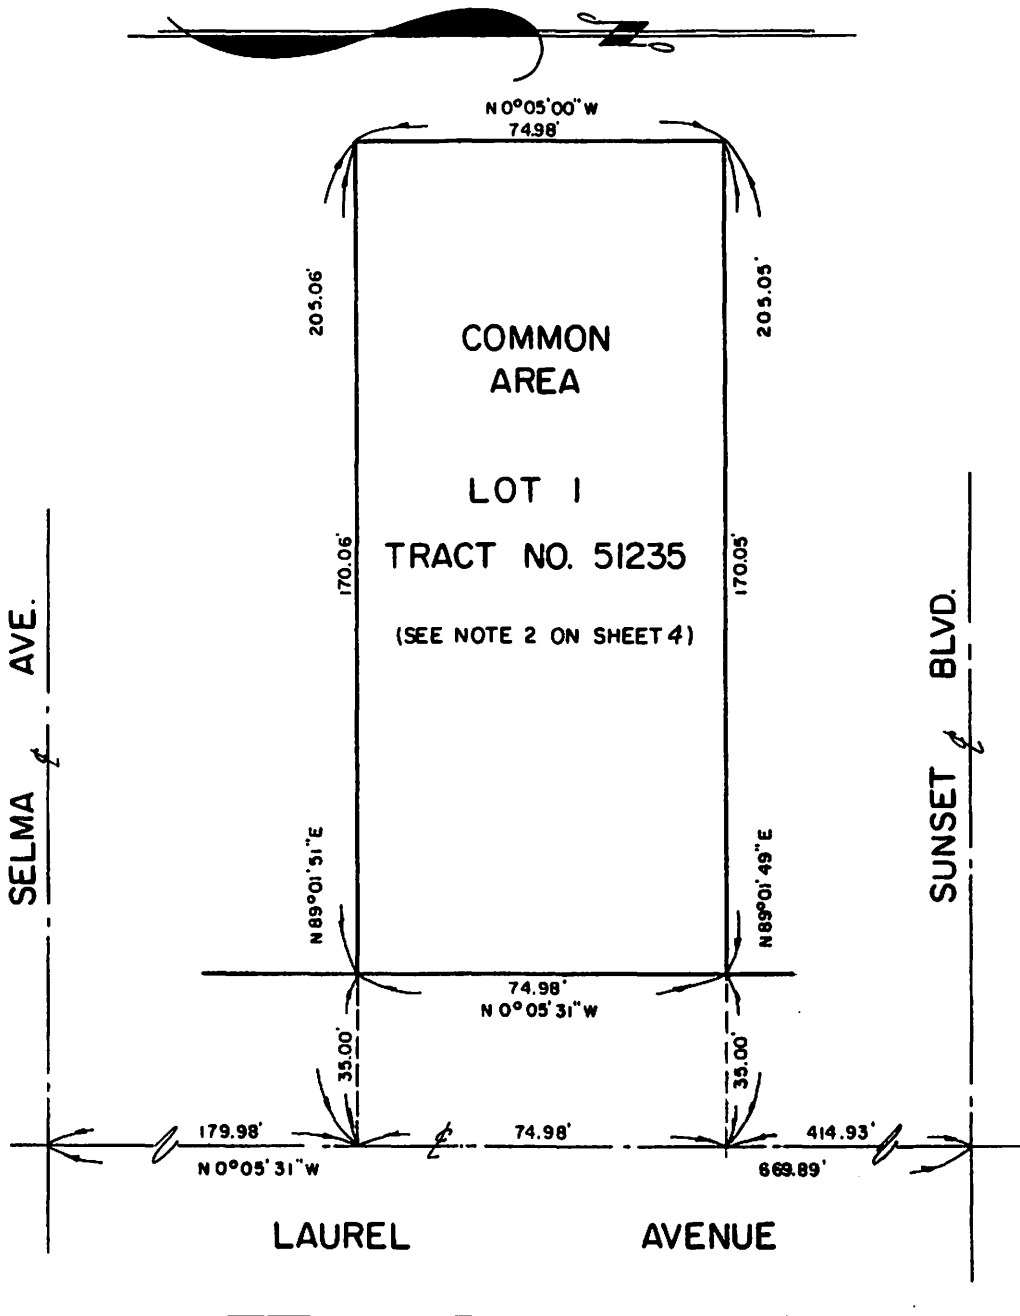 N 0°05'00" W
74.98'
205.06'
205.05'
COMMON
AREA
LOT 1
TRACT NO. 51235
(SEE NOTE 2 ON SHEET 4)
170.06'
170.05'
SELMA AVE.
SUNSET BLVD.
N 89°01'51" E
N 89°01'49" E
74.98'
N 0°05'31" W
35.00'
35.00'
179.98'
74.98'
414.93'
N 0°05'31" W
669.89'
LAUREL AVENUE